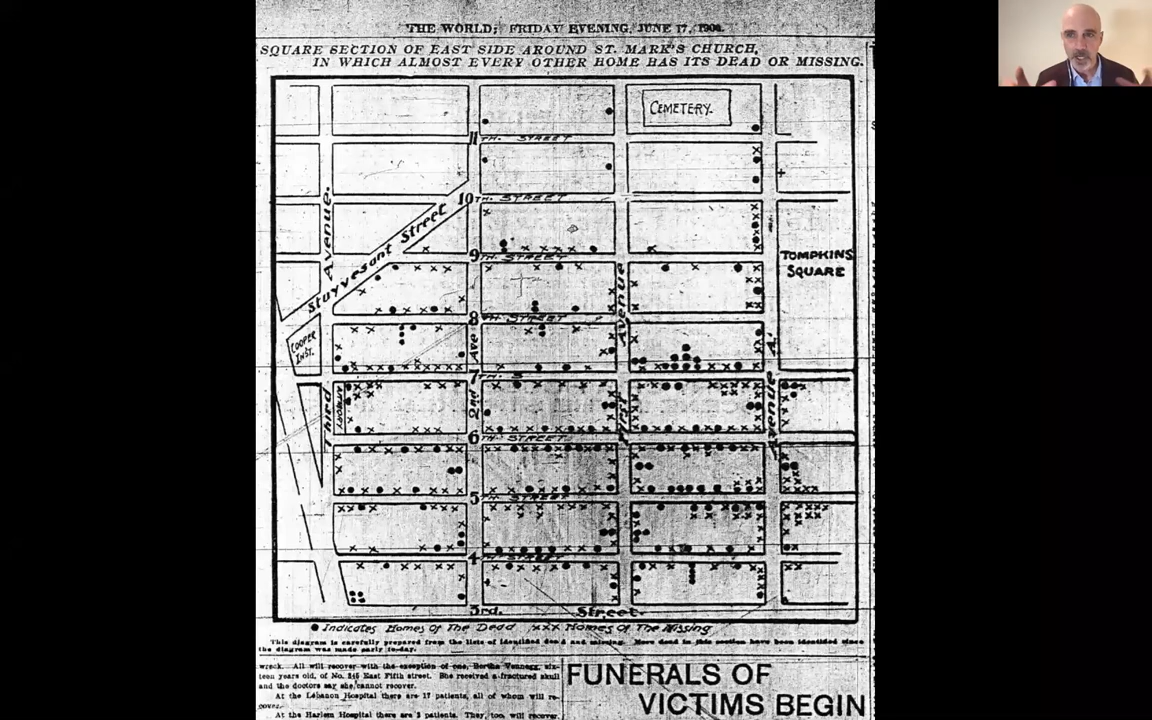 THE WORLD; FRIDAY EVENING, JUNE 17, 1904.
SQUARE SECTION OF EAST SIDE AROUND ST. MARK'S CHURCH,
IN WHICH ALMOST EVERY OTHER HOME HAS ITS DEAD OR MISSING.
CEMETERY.
11TH. STREET
10TH. STREET
Stuyvesant Street
Avenue.
9TH. STREET
TOMPKINS
SQUARE
8TH. STREET
COOPER
INST.
Ave
Avenue
A.
7TH. S
Third
2nd
First
Avenue
6TH. STREET
5TH. STREET
4TH. STREET
3rd. Street.
● Indicates Homes Of The Dead xxx Homes Of The Missing
This diagram is carefully prepared from the lists of identified dead and missing. More dead in this section have been identified since
the diagram was made early to-day.
wreck. All will recover with the exception of one, Bertha Vennegg, six-
teen years old, of No. 245 East Fifth street. She received a fractured skull
and the doctors say she cannot recover.
At the Lebanon Hospital there are 17 patients, all of whom will re-
cover.
At the Harlem Hospital there are 3 patients. They, too, will recover.
FUNERALS OF
VICTIMS BEGIN